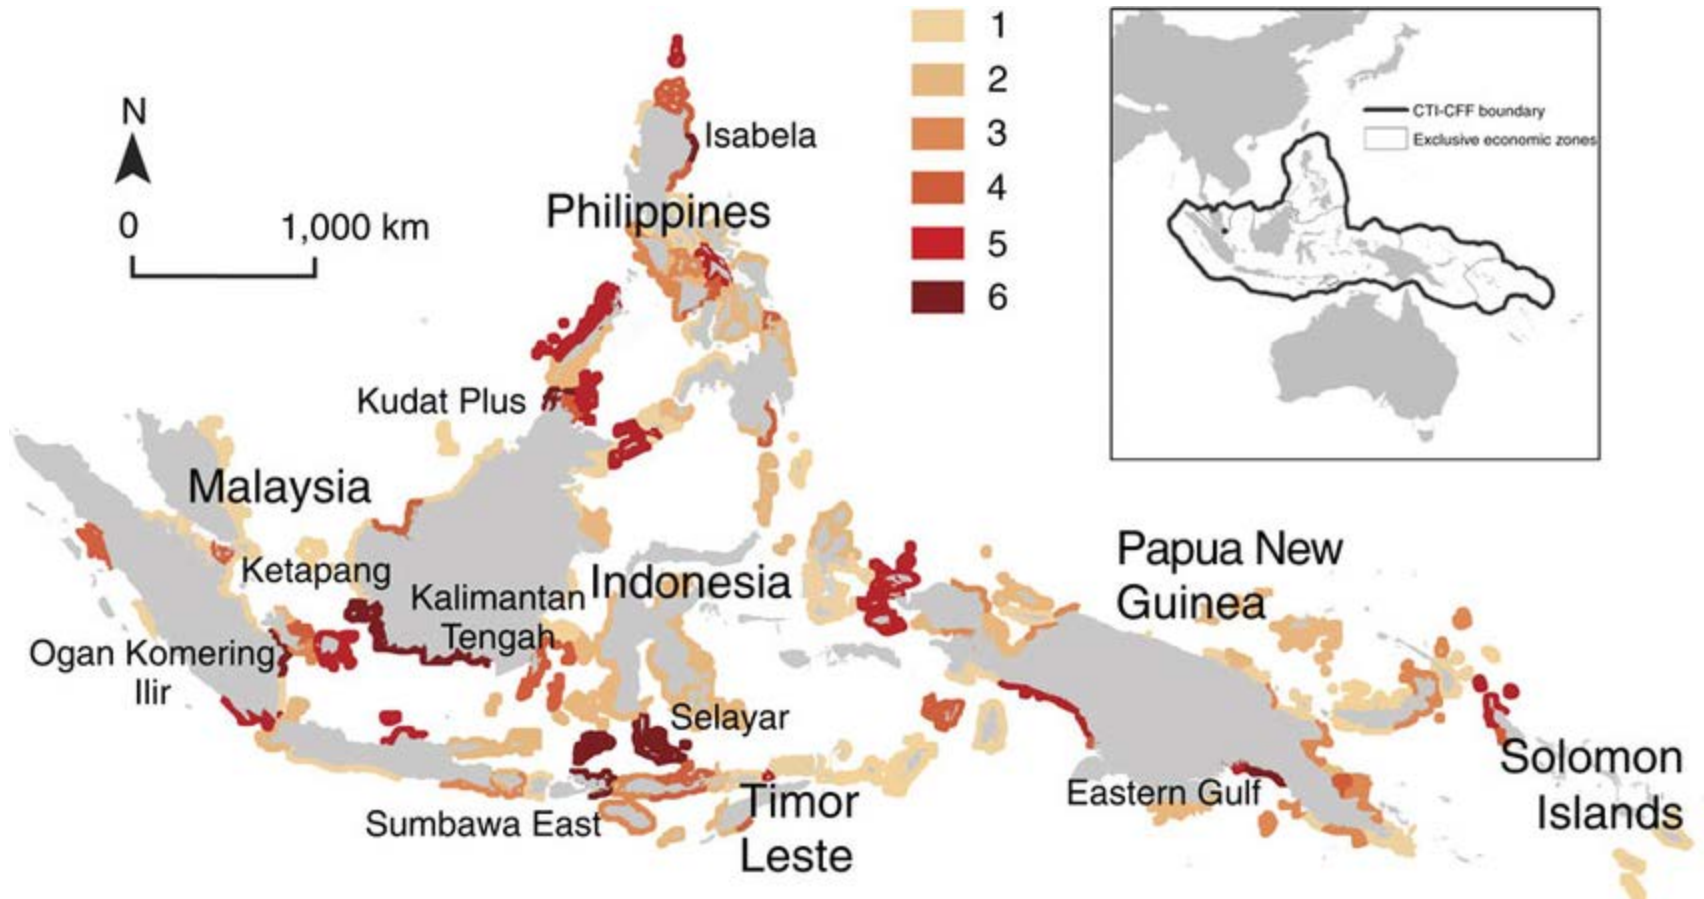 1
2
3
4
5
6
N
0
1,000 km
CTI-CFF boundary
Exclusive economic zones
Isabela
Philippines
Kudat Plus
Malaysia
Ketapang
Kalimantan
Tengah
Indonesia
Papua New
Guinea
Ogan Komering
Ilir
Selayar
Sumbawa East
Timor
Leste
Eastern Gulf
Solomon
Islands